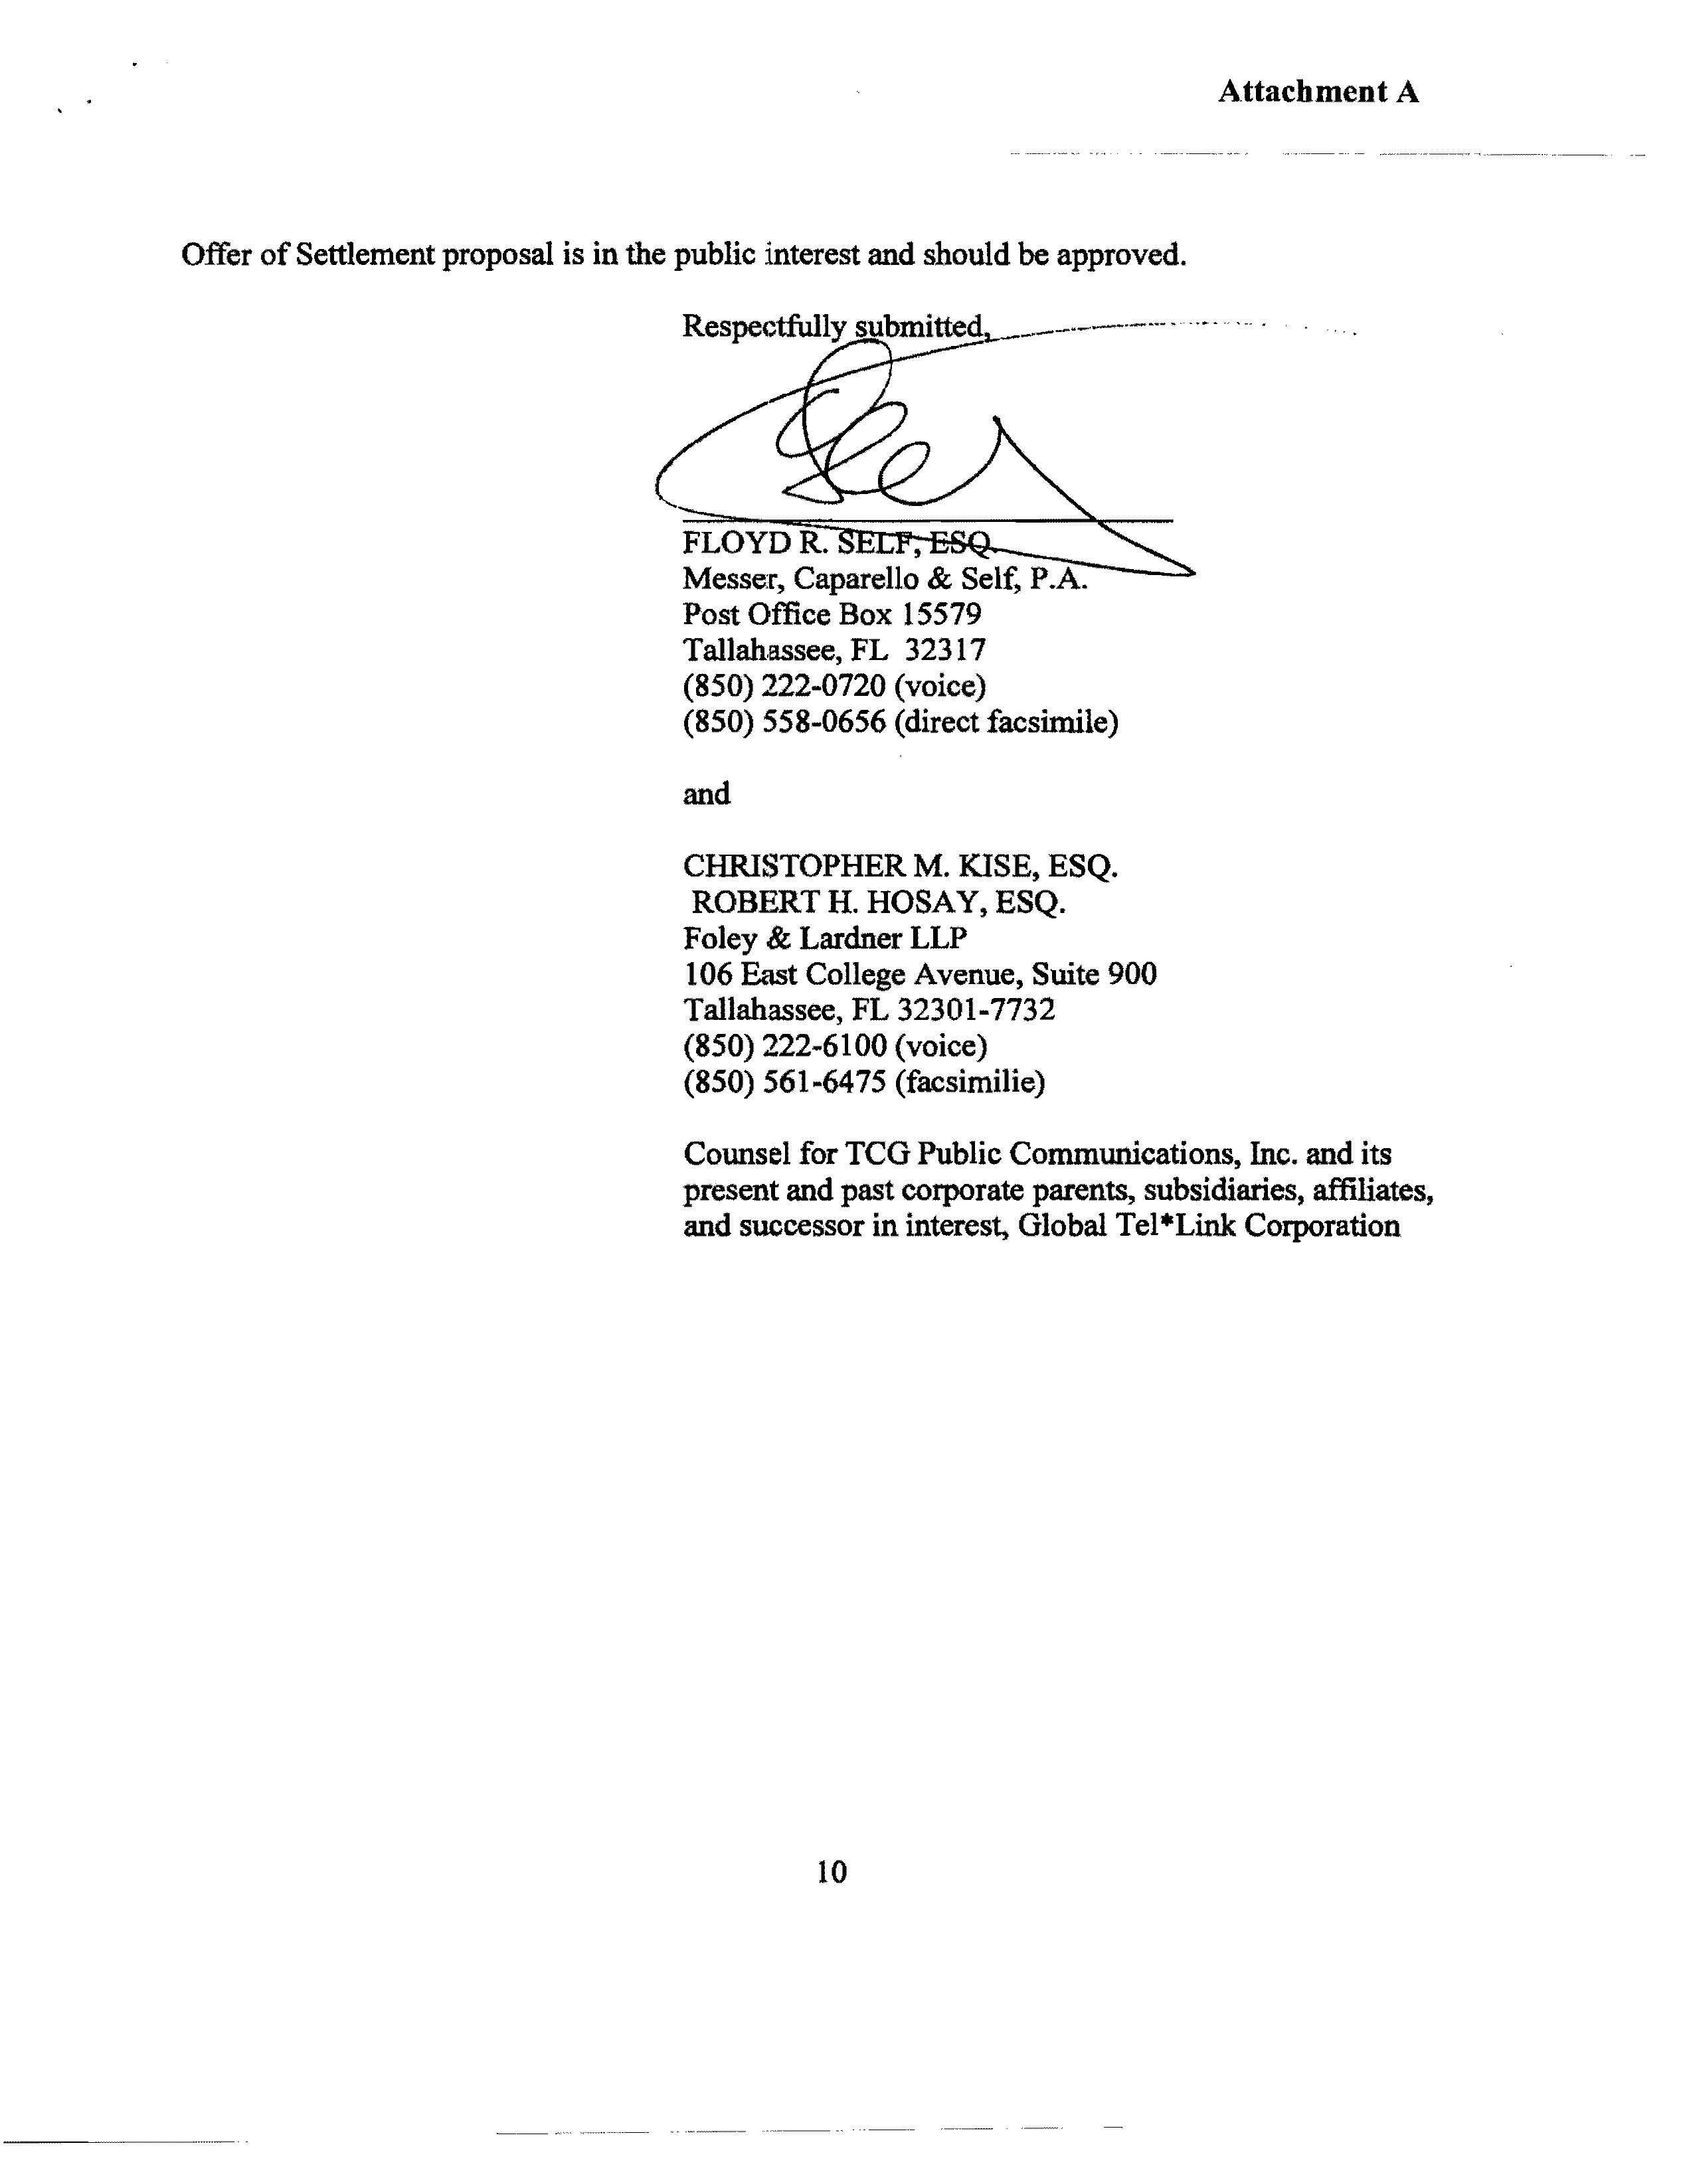 Attachment A
Offer of Settlement proposal is in the public interest and should be approved.
Respectfully submitted,
FLOYD R. SELF, ESQ.
Messer, Caparello & Self, P.A.
Post Office Box 15579
Tallahassee, FL 32317
(850) 222-0720 (voice)
(850) 558-0656 (direct facsimile)
and
CHRISTOPHER M. KISE, ESQ.
ROBERT H. HOSAY, ESQ.
Foley & Lardner LLP
106 East College Avenue, Suite 900
Tallahassee, FL 32301-7732
(850) 222-6100 (voice)
(850) 561-6475 (facsimilie)
Counsel for TCG Public Communications, Inc. and its
present and past corporate parents, subsidiaries, affiliates,
and successor in interest, Global Tel*Link Corporation
10